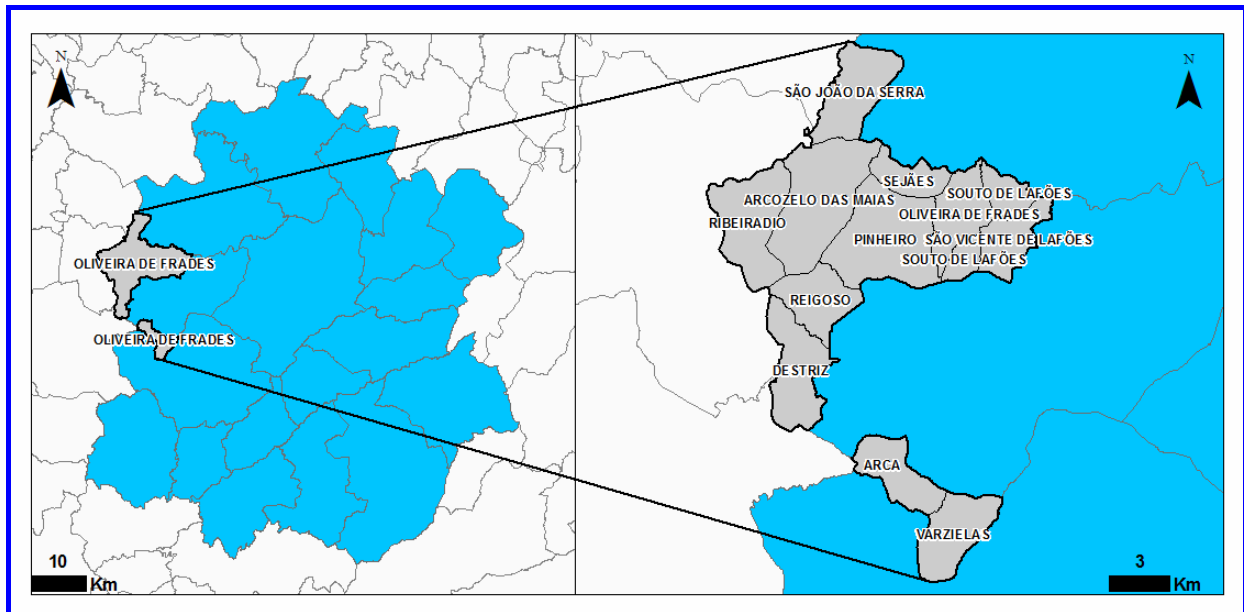 N
OLIVEIRA DE FRADES
OLIVEIRA DE FRADES
10
Km
N
SÃO JOÃO DA SERRA
SEJÃES
SOUTO DE LAFÕES
ARCOZELO DAS MAIAS
OLIVEIRA DE FRADES
RIBEIRADIO
PINHEIRO
SÃO VICENTE DE LAFÕES
SOUTO DE LAFÕES
REIGOSO
DESTRIZ
ARCA
VARZIELAS
3
Km